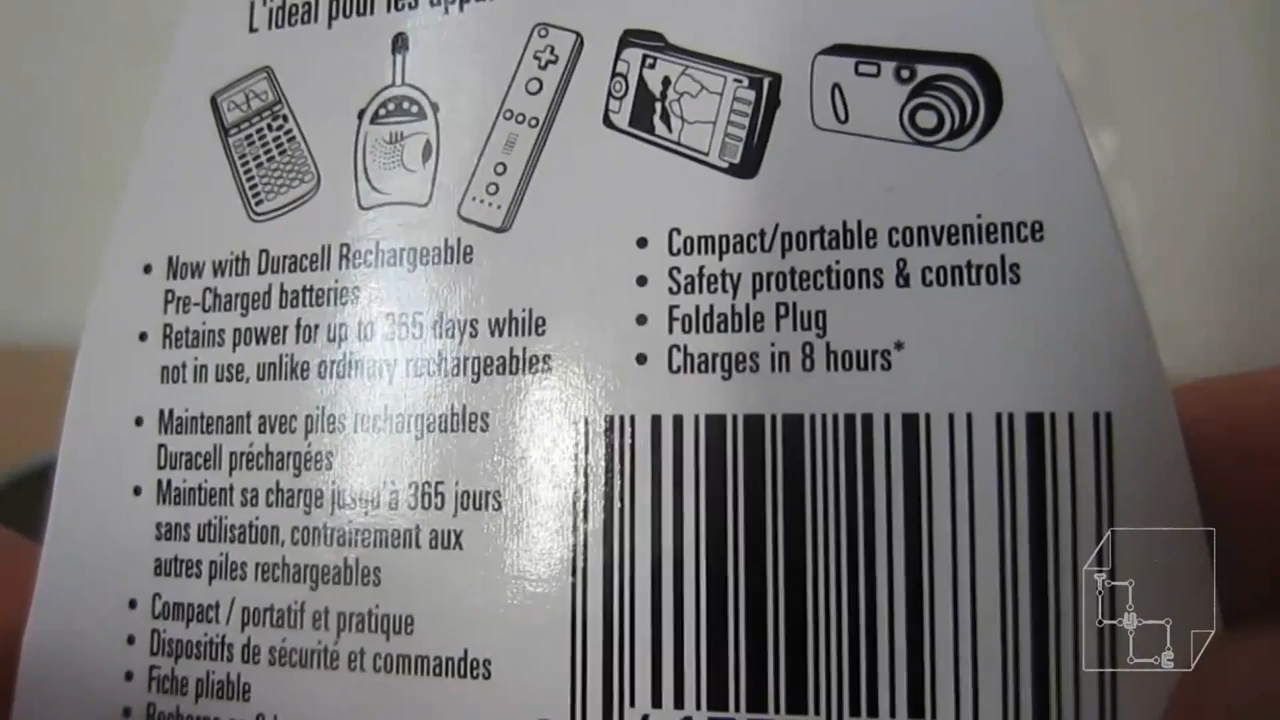 L'idéal pour les
• Now with Duracell Rechargeable
Pre-Charged batteries
• Retains power for up to 365 days while
not in use, unlike ordinary rechargeables
• Compact/portable convenience
• Safety protections & controls
• Foldable Plug
• Charges in 8 hours*
• Maintenant avec piles rechargeables
Duracell préchargées
• Maintient sa charge jusqu'à 365 jours
sans utilisation, contrairement aux
autres piles rechargeables
• Compact / portatif et pratique
• Dispositifs de sécurité et commandes
• Fiche pliable